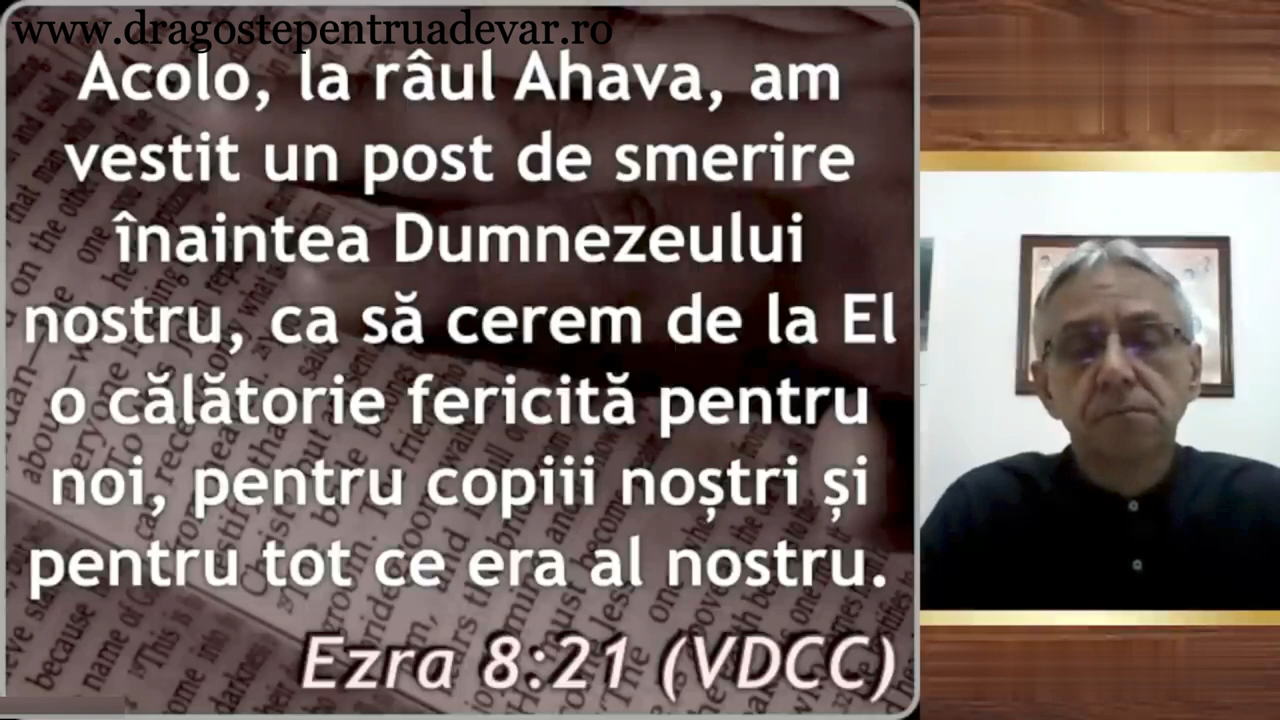 www.dragostepentruadevar.ro
Acolo, la râul Ahava, am
vestit un post de smerire
înaintea Dumnezeului
nostru, ca să cerem de la El
o călătorie fericită pentru
noi, pentru copiii noștri și
pentru tot ce era al nostru.
Ezra 8:21 (VDCC)